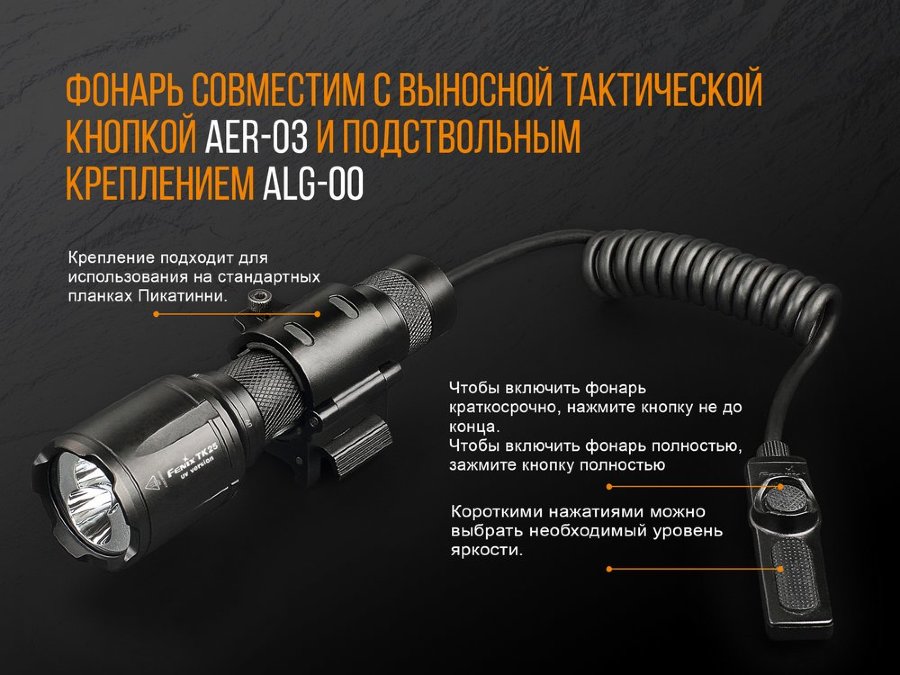 ФОНАРЬ СОВМЕСТИМ С ВЫНОСНОЙ ТАКТИЧЕСКОЙ
КНОПКОЙ AER-03 И ПОДСТВОЛЬНЫМ
КРЕПЛЕНИЕМ ALG-00
Крепление подходит для
использования на стандартных
планках Пикатинни.
Чтобы включить фонарь
краткосрочно, нажмите кнопку не до
конца.
Чтобы включить фонарь полностью,
зажмите кнопку полностью
Короткими нажатиями можно
выбрать необходимый уровень
яркости.
FENIX TK25
UV version